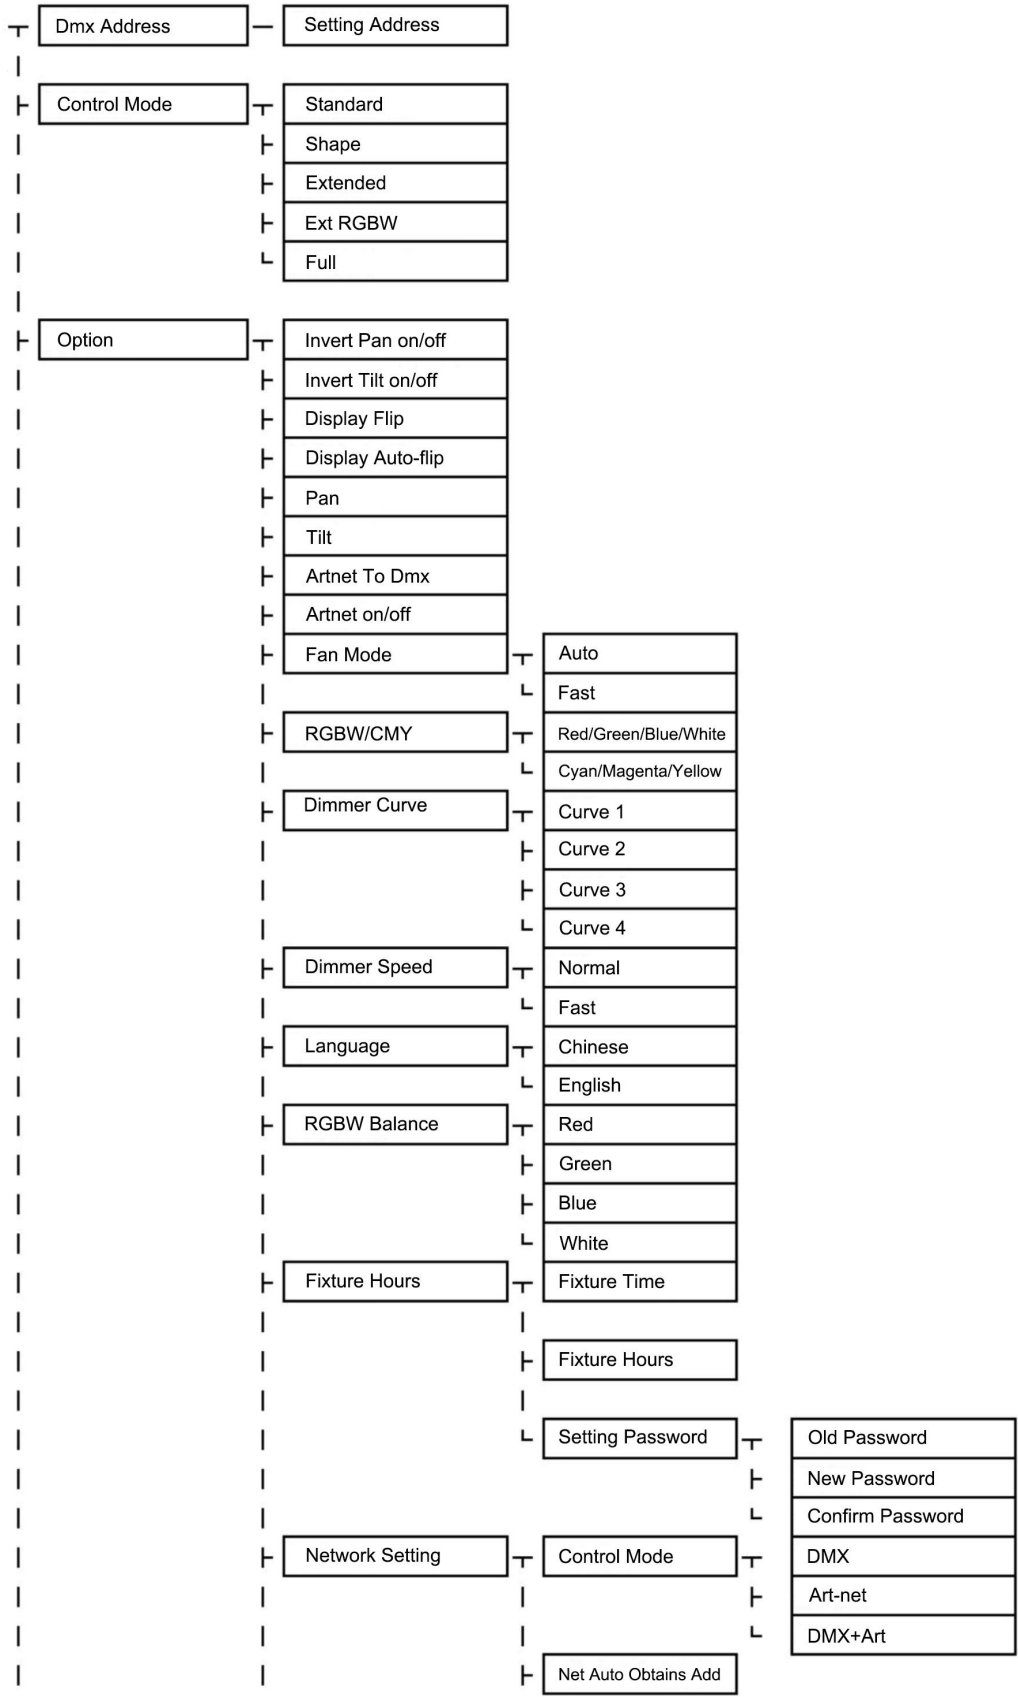 Dmx Address
Setting Address
Control Mode
Standard
Shape
Extended
Ext RGBW
Full
Option
Invert Pan on/off
Invert Tilt on/off
Display Flip
Display Auto-flip
Pan
Tilt
Artnet To Dmx
Artnet on/off
Fan Mode
Auto
Fast
RGBW/CMY
Red/Green/Blue/White
Cyan/Magenta/Yellow
Dimmer Curve
Curve 1
Curve 2
Curve 3
Curve 4
Dimmer Speed
Normal
Fast
Language
Chinese
English
RGBW Balance
Red
Green
Blue
White
Fixture Hours
Fixture Time
Fixture Hours
Setting Password
Old Password
New Password
Confirm Password
Network Setting
Control Mode
DMX
Art-net
DMX+Art
Net Auto Obtains Add